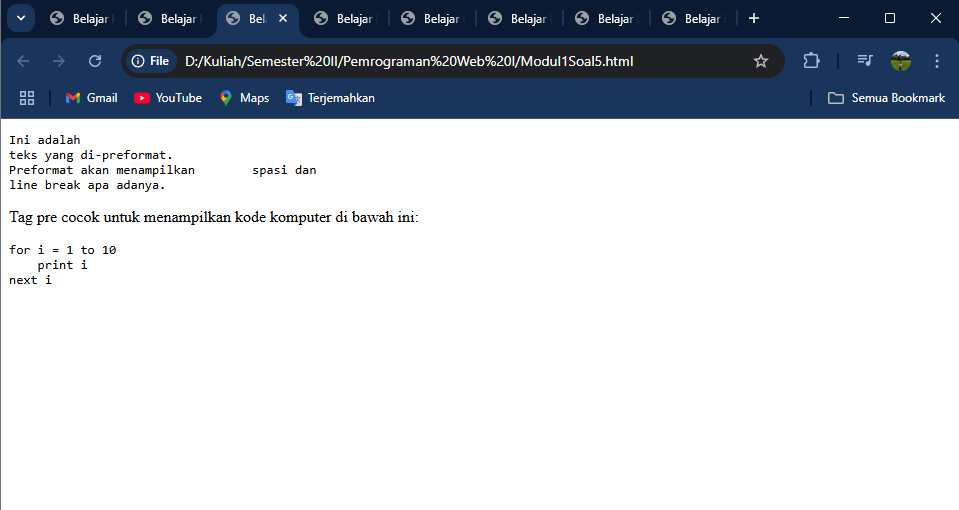 Belajar
Belajar
Bel
Belajar
Belajar
Belajar
Belajar
Belajar
File D:/Kuliah/Semester%20II/Pemrograman%20Web%20I/Modul1Soal5.html
Gmail YouTube Maps Terjemahkan Semua Bookmark
Ini adalah
teks yang di-preformat.
Preformat akan menampilkan        spasi dan
line break apa adanya.
Tag pre cocok untuk menampilkan kode komputer di bawah ini:
for i = 1 to 10
    print i
next i